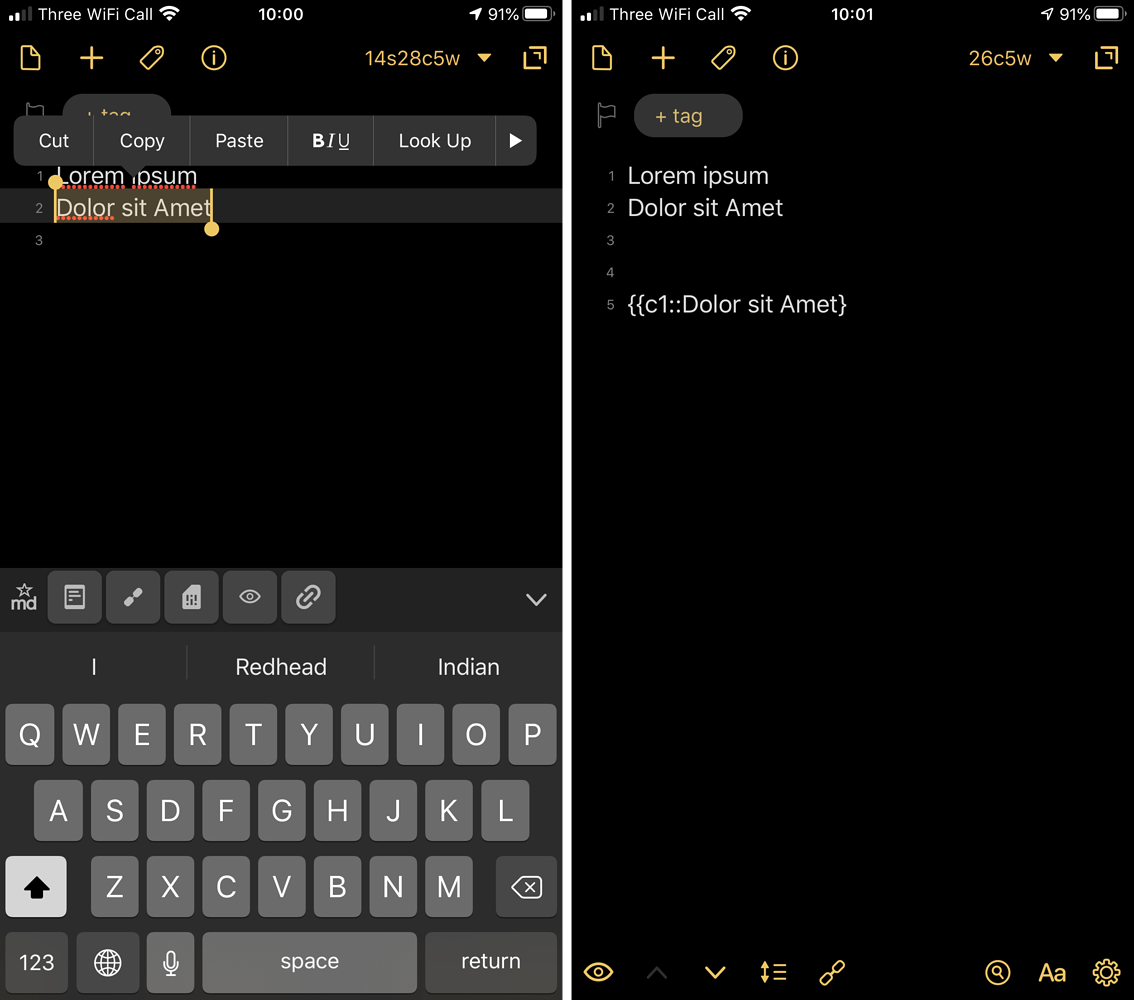 Three WiFi Call 10:00 91%
14s28c5w
+ tag
Cut Copy Paste BIU Look Up
1 Lorem ipsum
2 Dolor sit Amet
3
md
I Redhead Indian
Q W E R T Y U I O P
A S D F G H J K L
Z X C V B N M
123 space return
Three WiFi Call 10:01 91%
26c5w
+ tag
1 Lorem ipsum
2 Dolor sit Amet
3
4
5 {{c1::Dolor sit Amet}
Aa